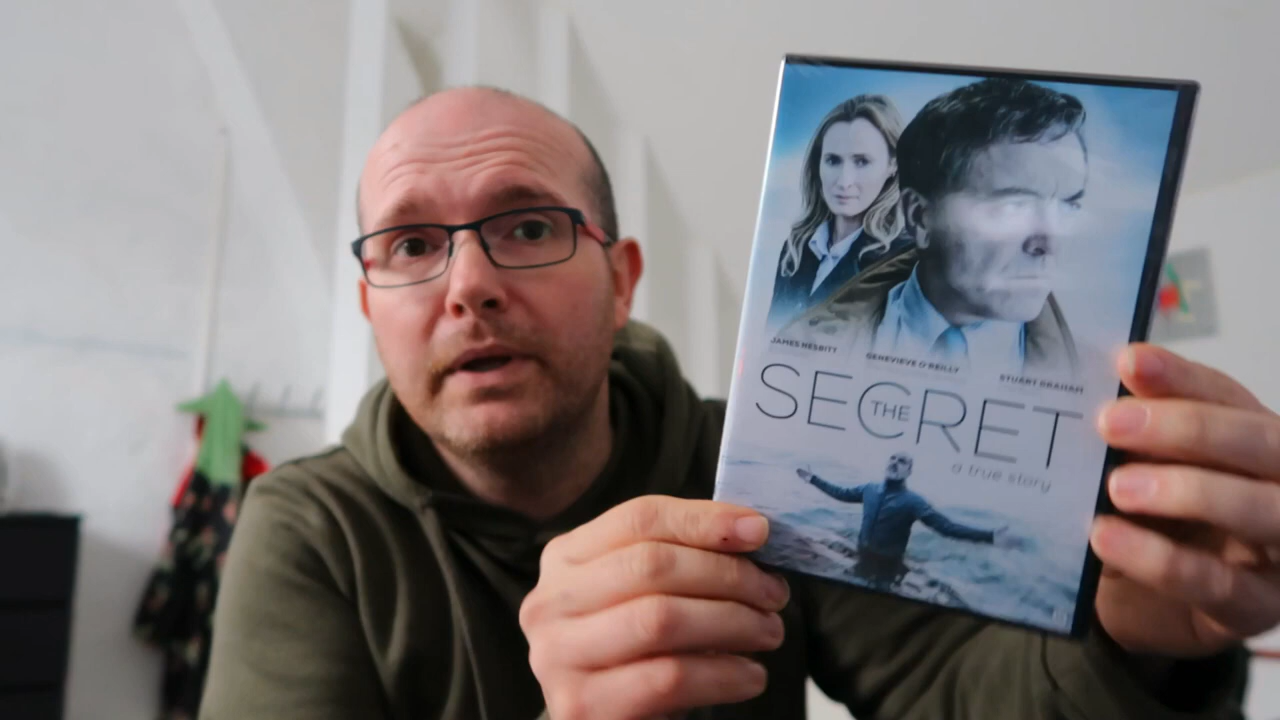 JAMES NESBITT
GENEVIEVE O'REILLY
STUART GRAHAM
THE
SECRET
a true story